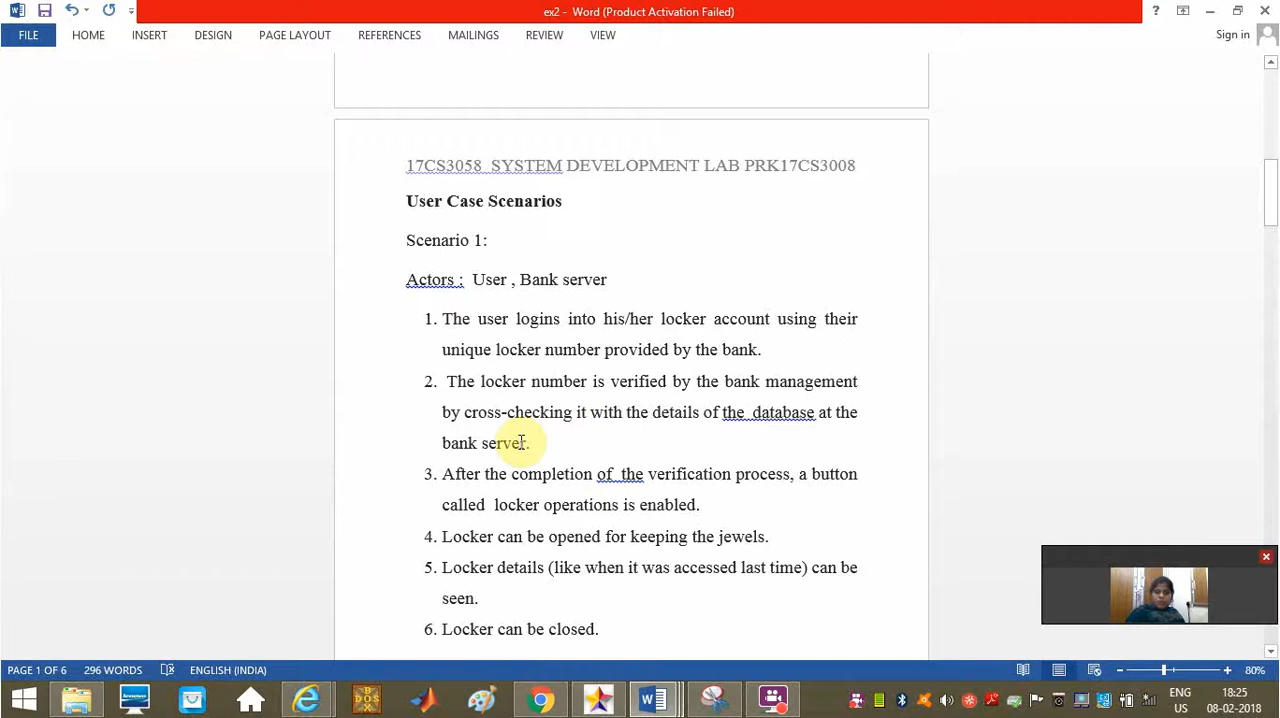 ex2 - Word (Product Activation Failed)
FILE HOME INSERT DESIGN PAGE LAYOUT REFERENCES MAILINGS REVIEW VIEW Sign in
17CS3058  SYSTEM DEVELOPMENT LAB PRK17CS3008
User Case Scenarios
Scenario 1:
Actors :  User , Bank server
1. The user logins into his/her locker account using their
unique locker number provided by the bank.
2.  The locker number is verified by the bank management
by cross-checking it with the details of the  database at the
bank server.
3. After the completion of  the verification process, a button
called  locker operations is enabled.
4. Locker can be opened for keeping the jewels.
5. Locker details (like when it was accessed last time) can be
seen.
6. Locker can be closed.
PAGE 1 OF 6 296 WORDS ENGLISH (INDIA) 80%
ENG 18:25
US 08-02-2018